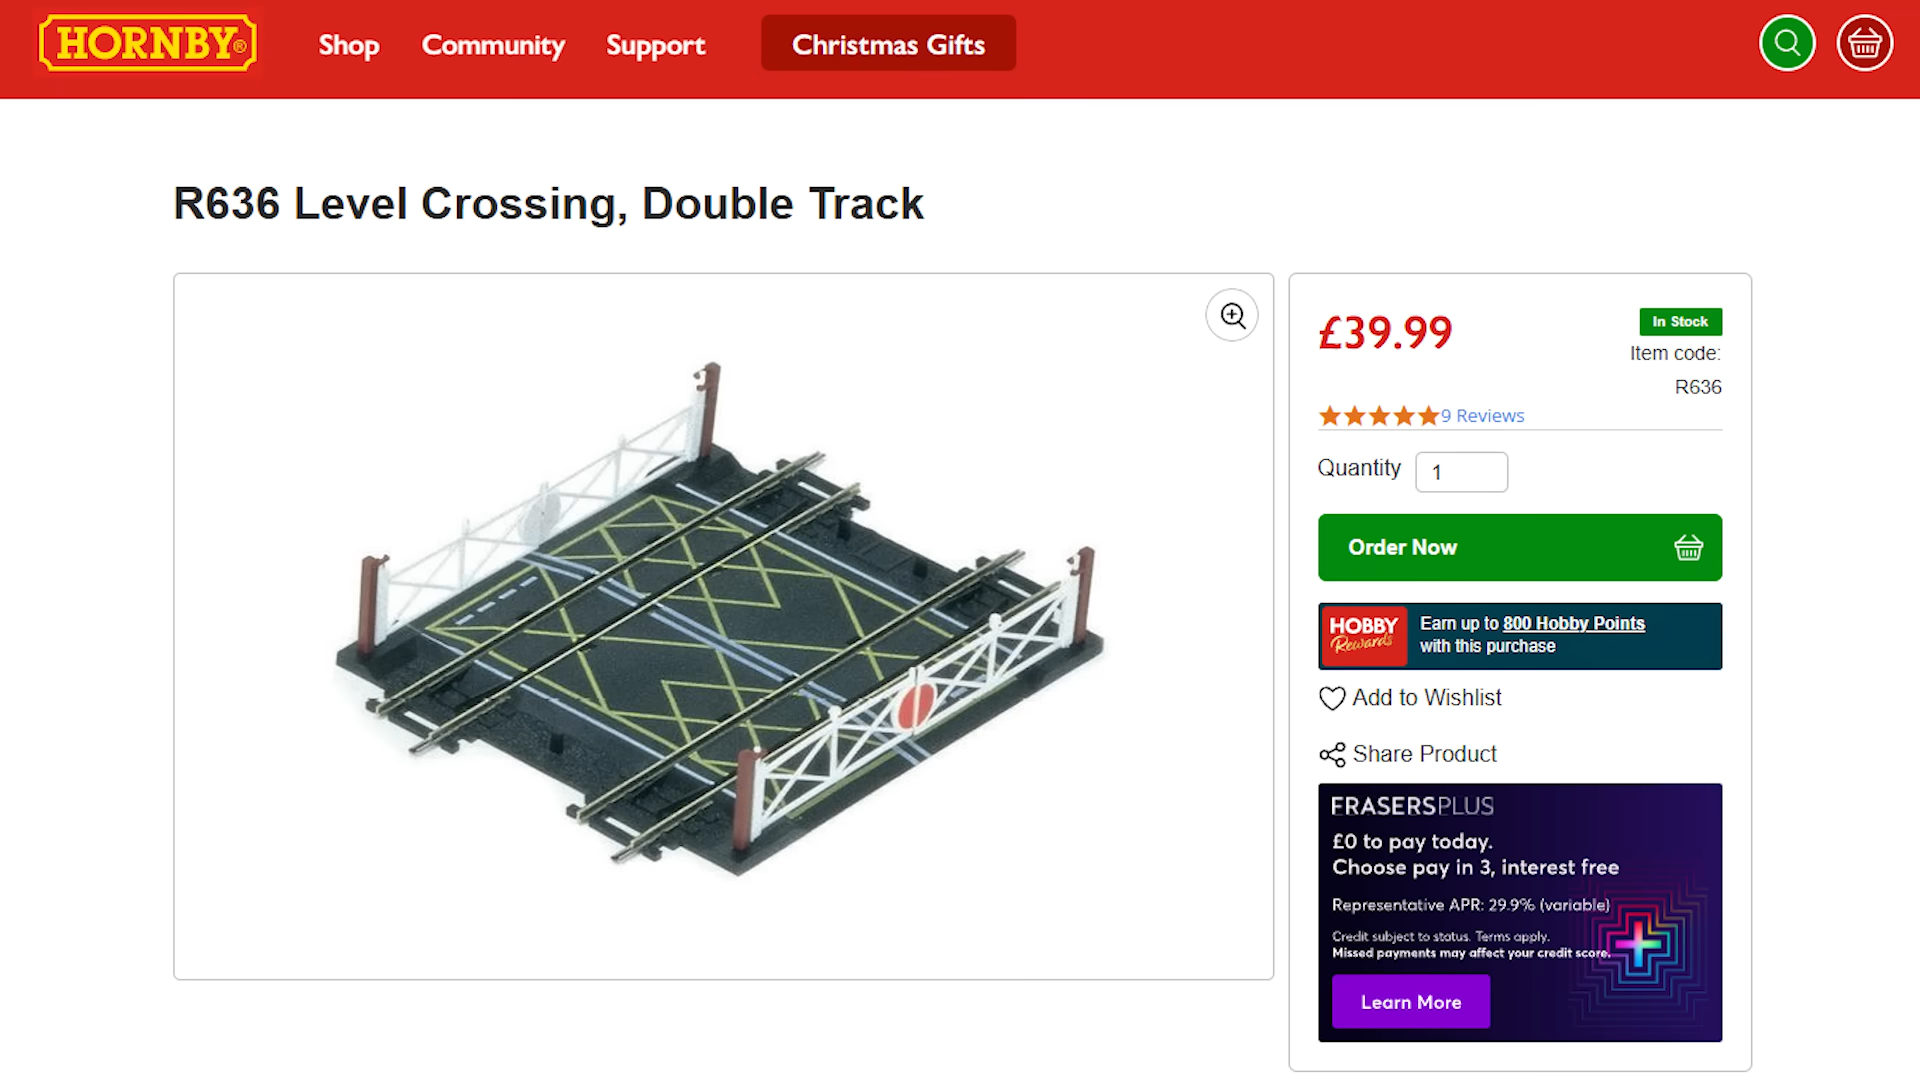 HORNBY®
Shop
Community
Support
Christmas Gifts
R636 Level Crossing, Double Track
£39.99
In Stock
Item code:
R636
9 Reviews
Quantity
1
Order Now
HOBBY
Rewards
Earn up to 800 Hobby Points
with this purchase
Add to Wishlist
Share Product
FRASERSPLUS
£0 to pay today.
Choose pay in 3, interest free
Representative APR: 29.9% (variable)
Credit subject to status. Terms apply.
Missed payments may affect your credit score.
Learn More